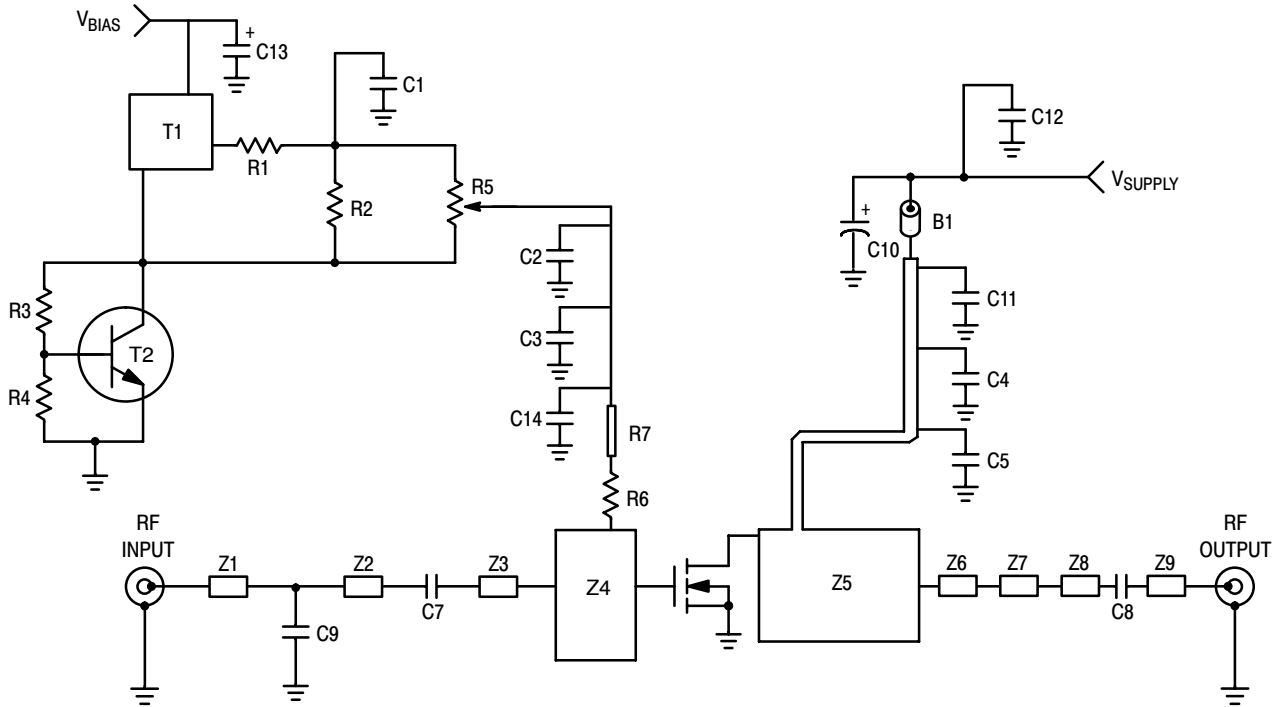 VBIAS
+
C13
C1
T1
R1
R2
R5
C12
VSUPPLY
+
C10
B1
C2
C3
C14
C11
C4
C5
R3
R4
T2
R7
R6
RF
INPUT
Z1
C9
Z2
C7
Z3
Z4
Z5
Z6
Z7
Z8
C8
Z9
RF
OUTPUT